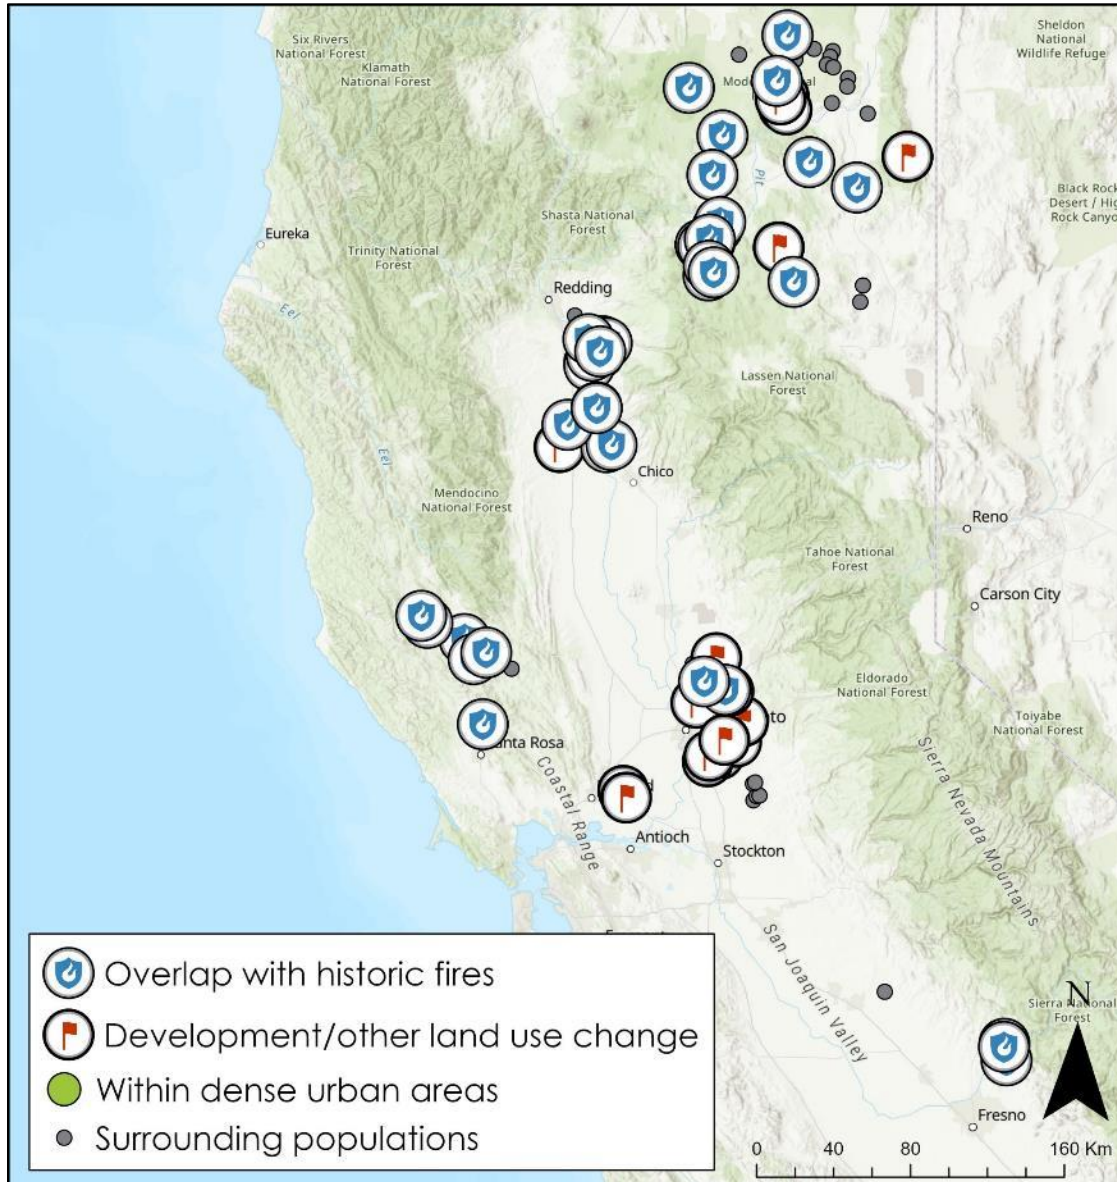 Six Rivers
National Forest
Klamath
National Forest
Sheldon
National
Wildlife Refuge
Pit
Black Rock
Desert / High
Rock Canyo
Shasta National
Forest
Eureka
Trinity National
Forest
Eel
Redding
Lassen National
Forest
Eel
Chico
Mendocino
National Forest
Reno
Tahoe National
Forest
Carson City
Eldorado
National Forest
Toiyabe
National Forest
Coastal Range
Sierra Nevada Mountains
Antioch
Stockton
San Joaquin Valley
N
Sierra National
Forest
Fresno
Overlap with historic fires
Development/other land use change
Within dense urban areas
Surrounding populations
0 80 160 Km